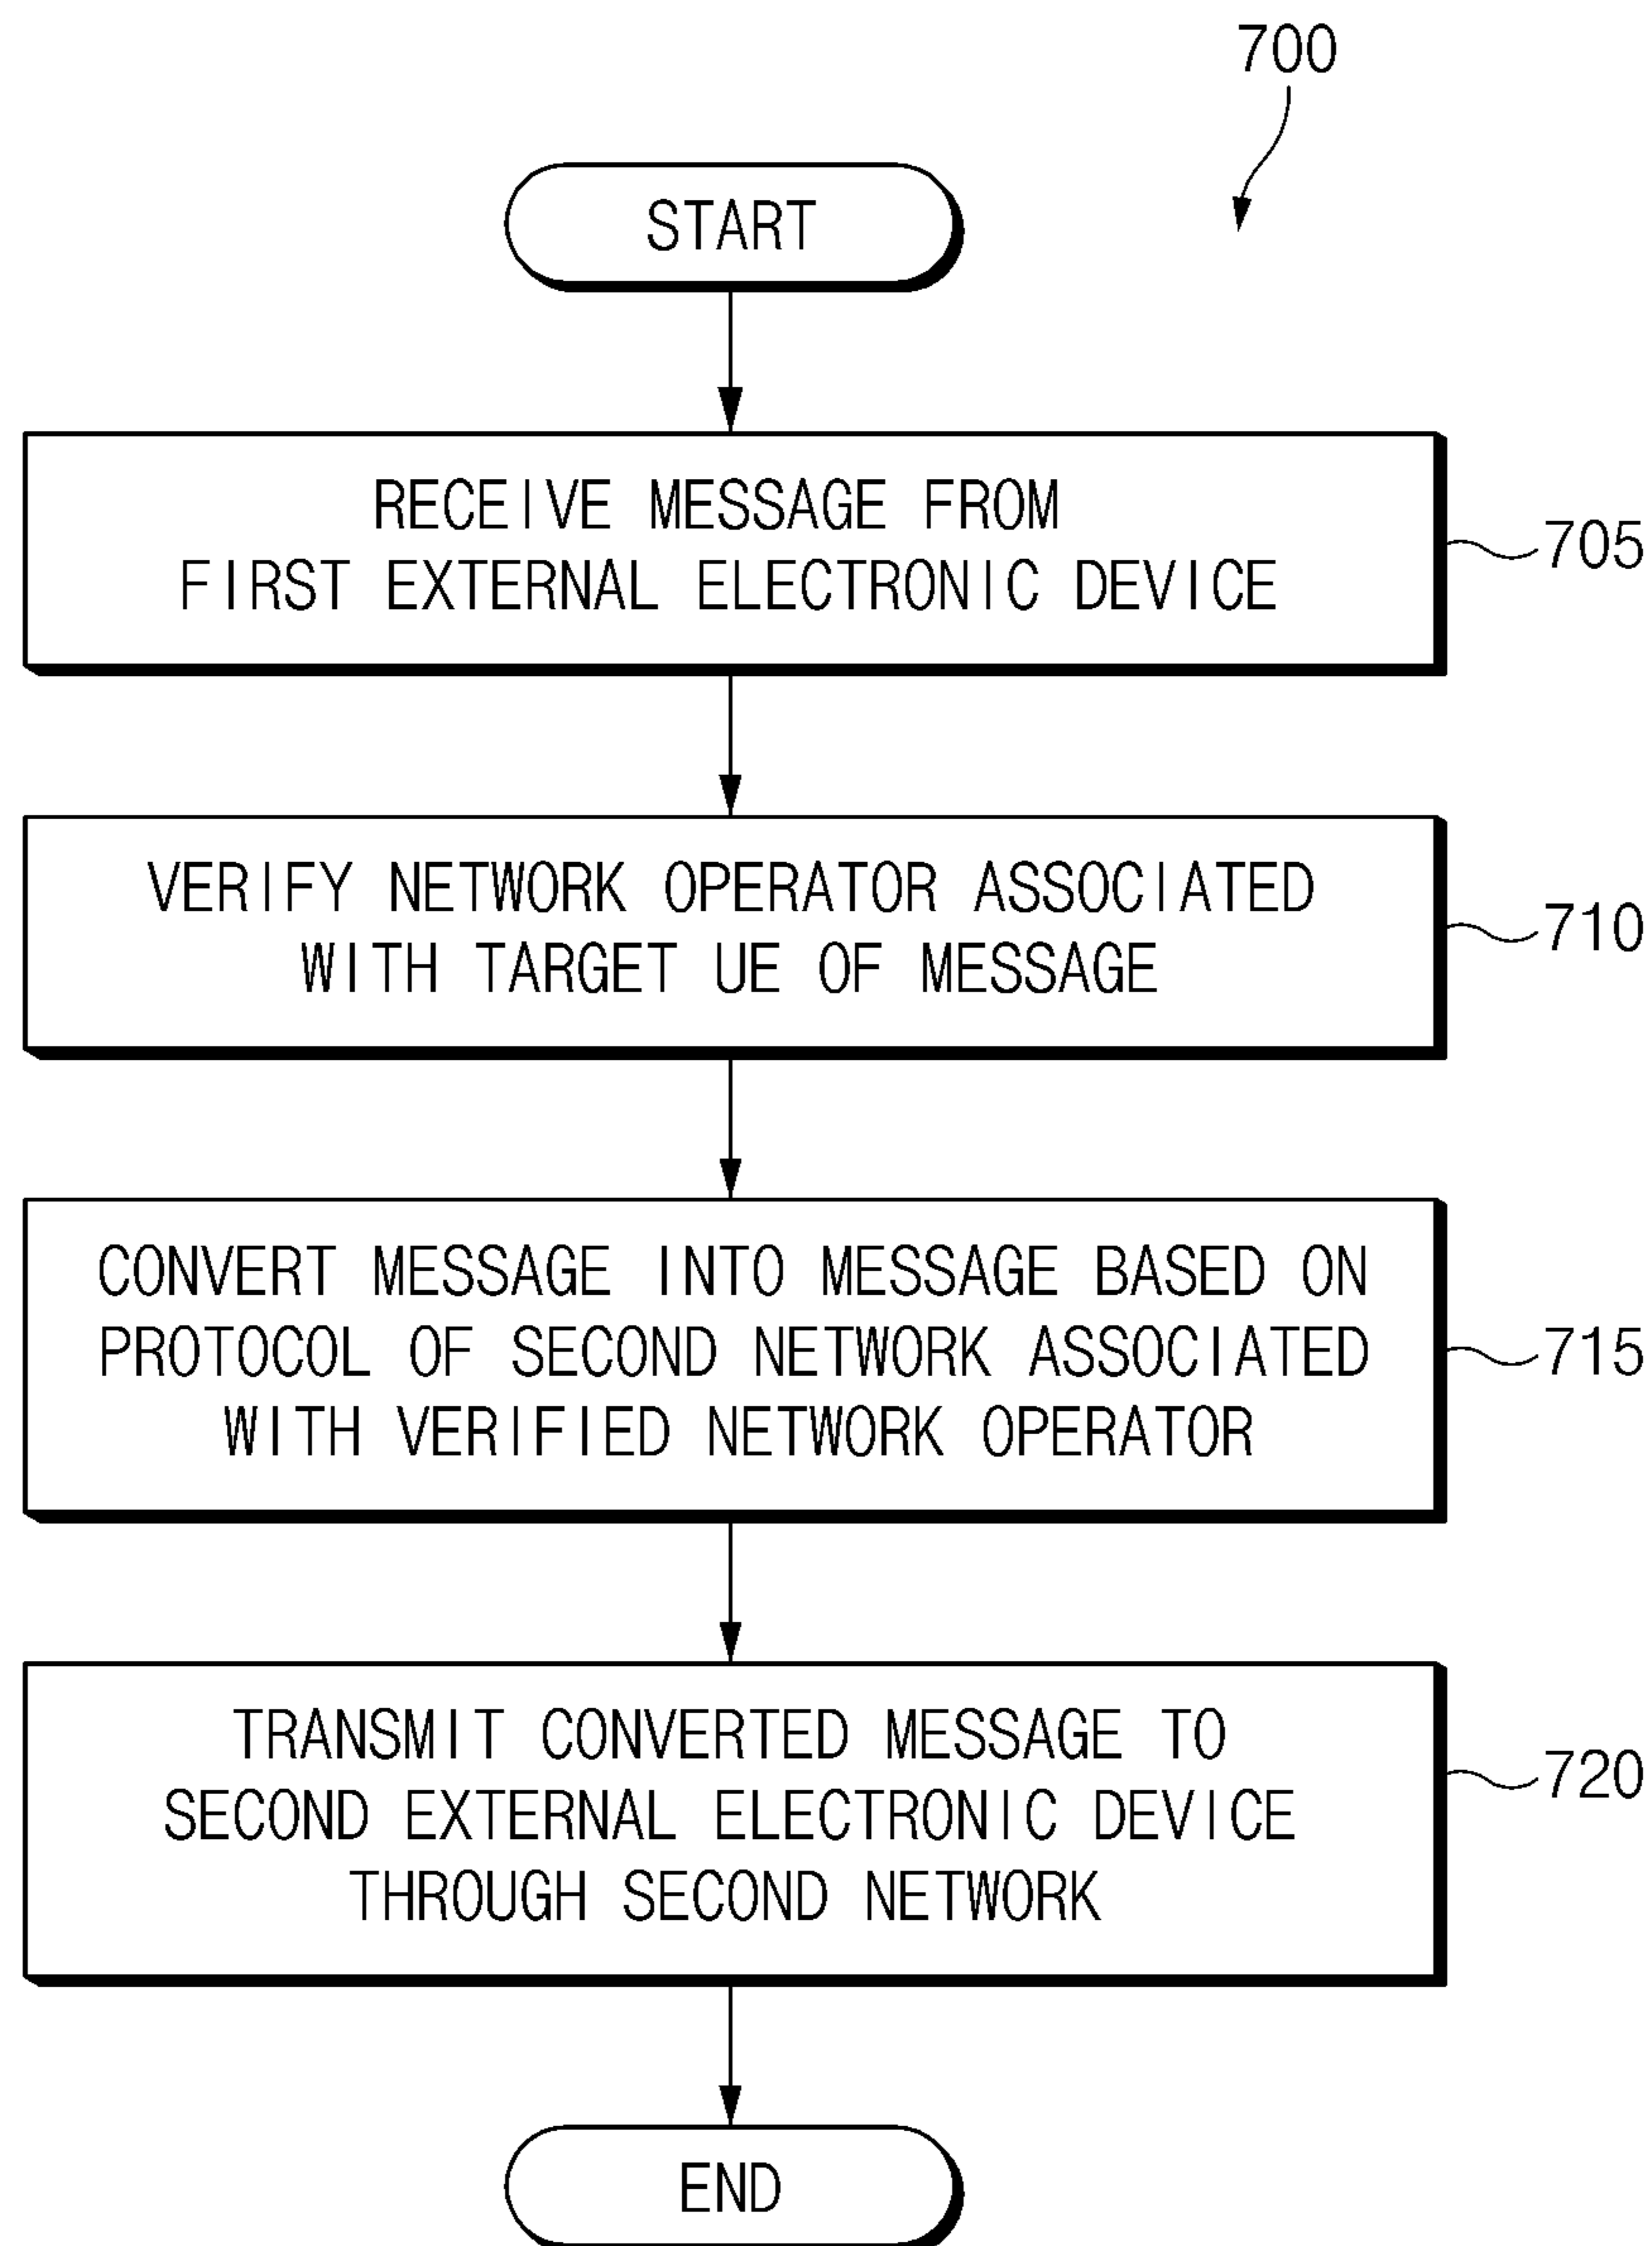 700
START
RECEIVE MESSAGE FROM
FIRST EXTERNAL ELECTRONIC DEVICE
705
VERIFY NETWORK OPERATOR ASSOCIATED
WITH TARGET UE OF MESSAGE
710
CONVERT MESSAGE INTO MESSAGE BASED ON
PROTOCOL OF SECOND NETWORK ASSOCIATED
WITH VERIFIED NETWORK OPERATOR
715
TRANSMIT CONVERTED MESSAGE TO
SECOND EXTERNAL ELECTRONIC DEVICE
THROUGH SECOND NETWORK
720
END